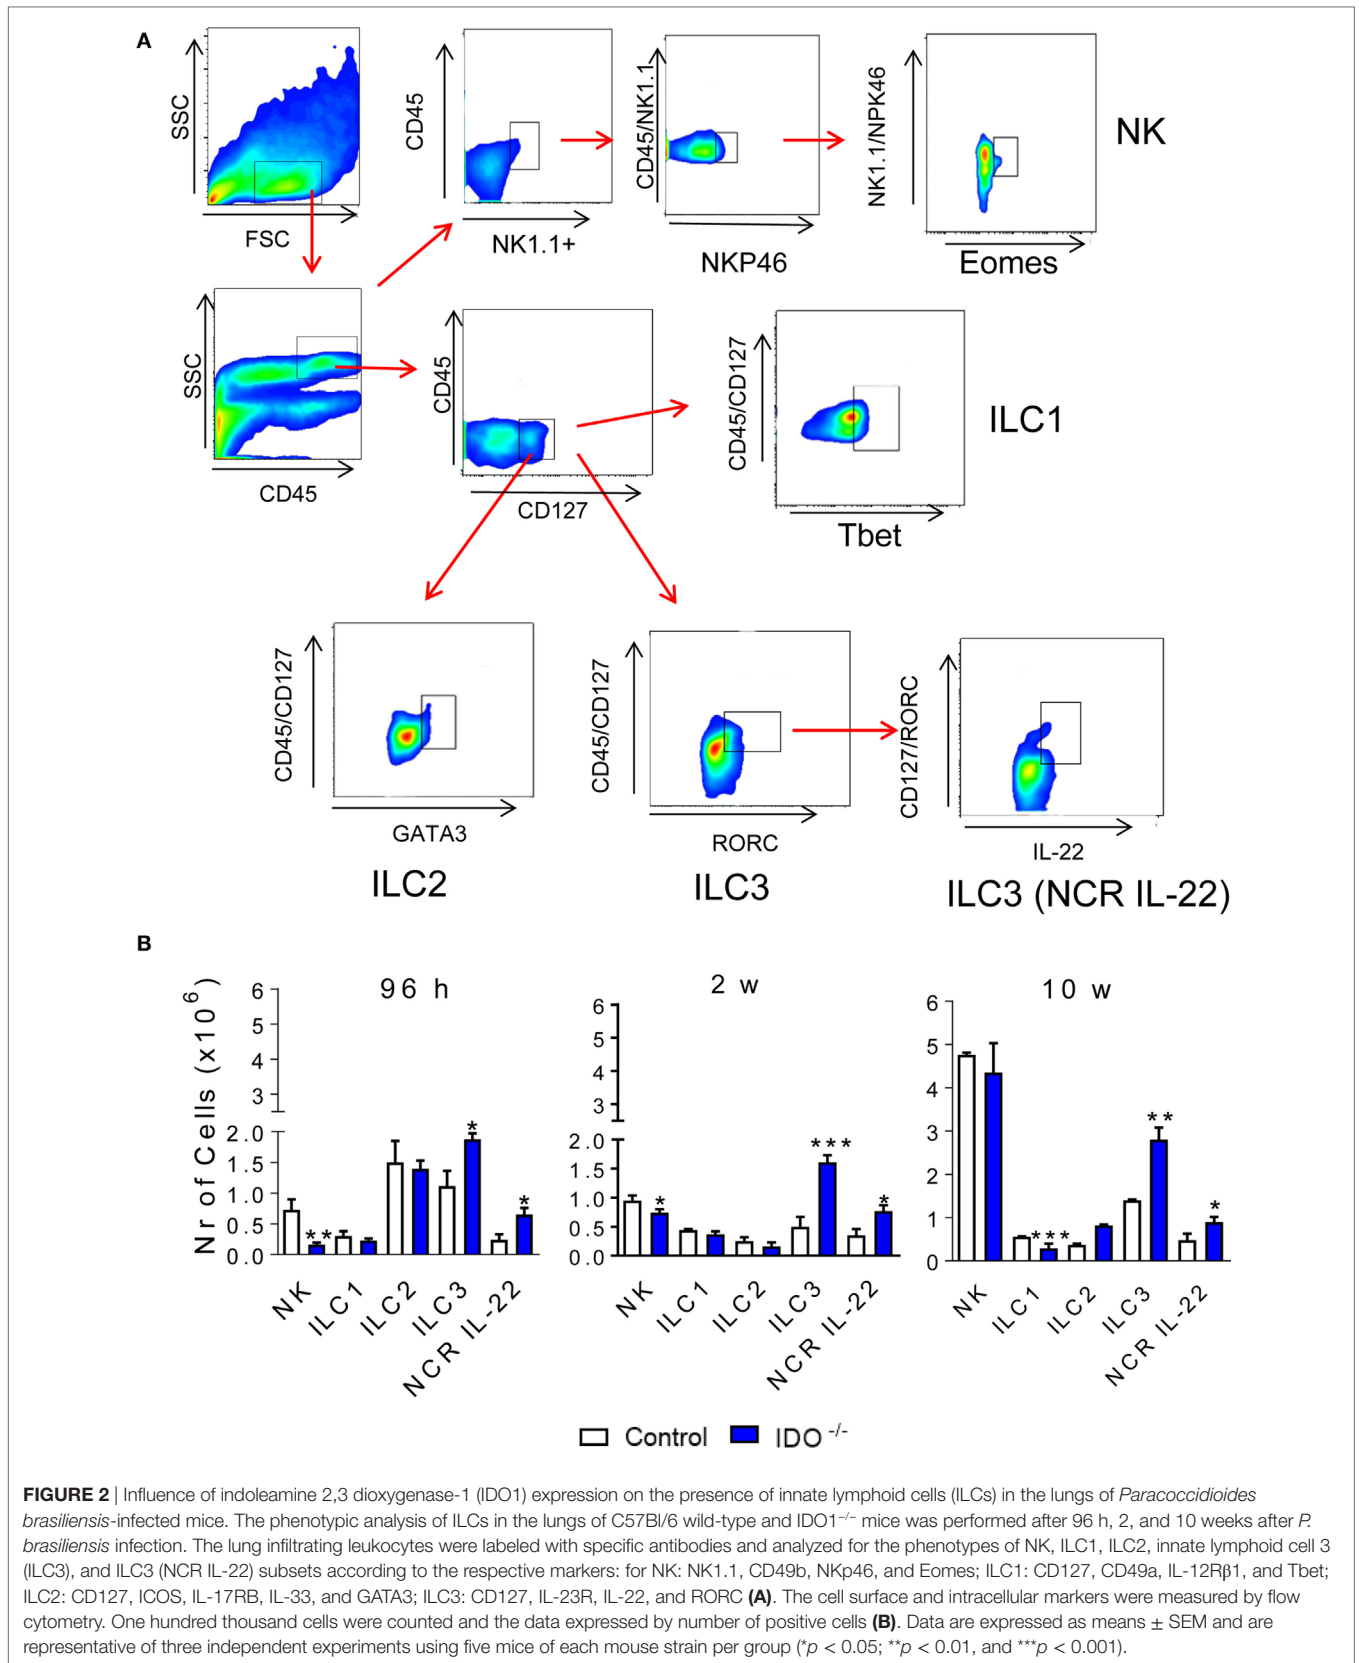 A
SSC
FSC
CD45
NK1.1+
CD45/NK1.1
NKP46
NK1.1/NPK46
Eomes
NK
SSC
CD45
CD45
CD127
CD45/CD127
Tbet
ILC1
CD45/CD127
GATA3
ILC2
CD45/CD127
RORC
ILC3
CD127/RORC
IL-22
ILC3 (NCR IL-22)
B
Nr of Cells (x10^6)
96 h
6
5
4
3
2.0
1.5
1.0
0.5
0.0
**
*
*
NK
ILC1
ILC2
ILC3
NCR IL-22
2 w
6
5
4
3
2.0
1.5
1.0
0.5
0.0
*
***
*
NK
ILC1
ILC2
ILC3
NCR IL-22
10 w
6
5
4
3
2
1
0
***
**
*
NK
ILC1
ILC2
ILC3
NCR IL-22
Control IDO -/-
FIGURE 2 | Influence of indoleamine 2,3 dioxygenase-1 (IDO1) expression on the presence of innate lymphoid cells (ILCs) in the lungs of Paracoccidioides
brasiliensis-infected mice. The phenotypic analysis of ILCs in the lungs of C57Bl/6 wild-type and IDO1−/− mice was performed after 96 h, 2, and 10 weeks after P.
brasiliensis infection. The lung infiltrating leukocytes were labeled with specific antibodies and analyzed for the phenotypes of NK, ILC1, ILC2, innate lymphoid cell 3
(ILC3), and ILC3 (NCR IL-22) subsets according to the respective markers: for NK: NK1.1, CD49b, NKp46, and Eomes; ILC1: CD127, CD49a, IL-12Rβ1, and Tbet;
ILC2: CD127, ICOS, IL-17RB, IL-33, and GATA3; ILC3: CD127, IL-23R, IL-22, and RORC (A). The cell surface and intracellular markers were measured by flow
cytometry. One hundred thousand cells were counted and the data expressed by number of positive cells (B). Data are expressed as means ± SEM and are
representative of three independent experiments using five mice of each mouse strain per group (*p < 0.05; **p < 0.01, and ***p < 0.001).